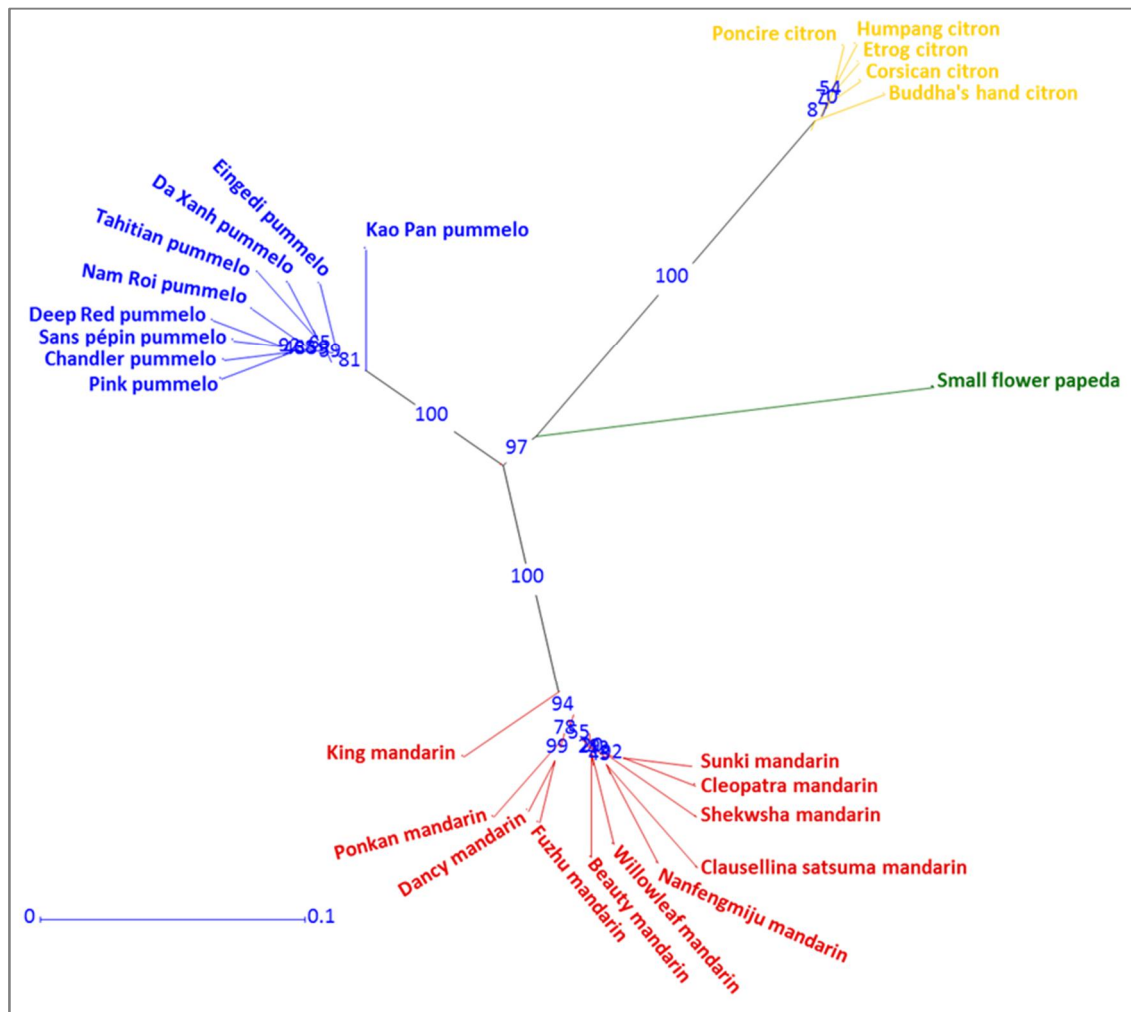 Poncire citron
Humpang citron
Etrog citron
Corsican citron
Buddha's hand citron
54
70
87
100
Eingedi pummelo
Da Xanh pummelo
Tahitian pummelo
Nam Roi pummelo
Deep Red pummelo
Sans pépin pummelo
Chandler pummelo
Pink pummelo
Kao Pan pummelo
81
100
Small flower papeda
97
100
94
78
55
99
King mandarin
Ponkan mandarin
Dancy mandarin
Fuzhu mandarin
Beauty mandarin
Willowleaf mandarin
Nanfengmiju mandarin
Clausellina satsuma mandarin
Shekwsha mandarin
Cleopatra mandarin
Sunki mandarin
0
0.1